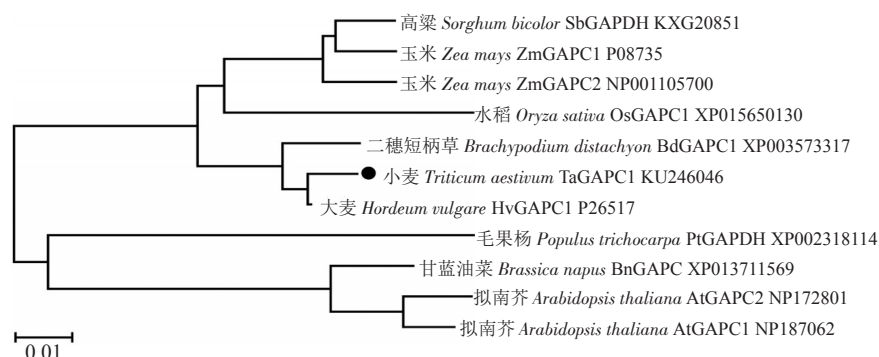 高粱 Sorghum bicolor SbGAPDH KXG20851
玉米 Zea mays ZmGAPC1 P08735
玉米 Zea mays ZmGAPC2 NP001105700
水稻 Oryza sativa OsGAPC1 XP015650130
二穗短柄草 Brachypodium distachyon BdGAPC1 XP003573317
小麦 Triticum aestivum TaGAPC1 KU246046
大麦 Hordeum vulgare HvGAPC1 P26517
毛果杨 Populus trichocarpa PtGAPDH XP002318114
甘蓝油菜 Brassica napus BnGAPC XP013711569
拟南芥 Arabidopsis thaliana AtGAPC2 NP172801
拟南芥 Arabidopsis thaliana AtGAPC1 NP187062
0.01